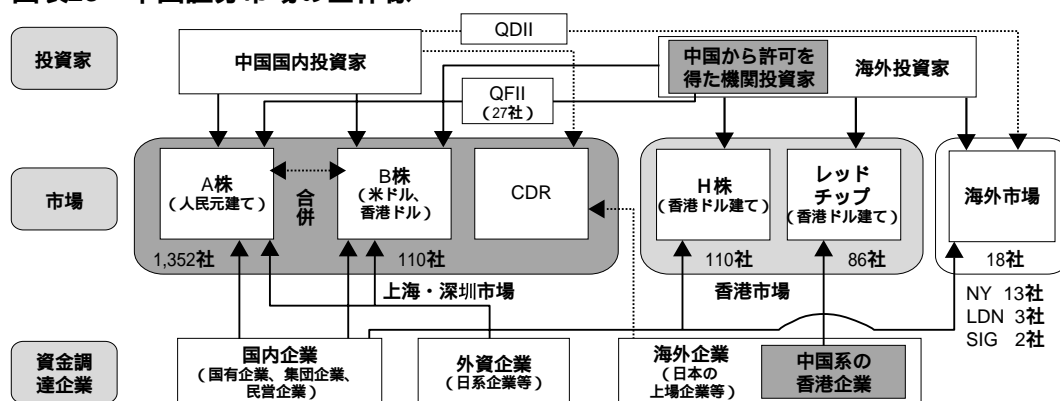 QDII
投資家
中国国内投資家
中国から許可を
得た機関投資家
海外投資家
QFII
（27社）
市場
A株
（人民元建て）
合併
B株
（米ドル、
香港ドル）
CDR
H株
（香港ドル建て）
レッド
チップ
（香港ドル建て）
海外市場
1,352社
110社
110社
86社
18社
上海・深圳市場
香港市場
NY 13社
LDN 3社
SIG 2社
資金調
達企業
国内企業
（国有企業、集団企業、
民営企業）
外資企業
（日系企業等）
海外企業
（日本の
上場企業等）
中国系の
香港企業